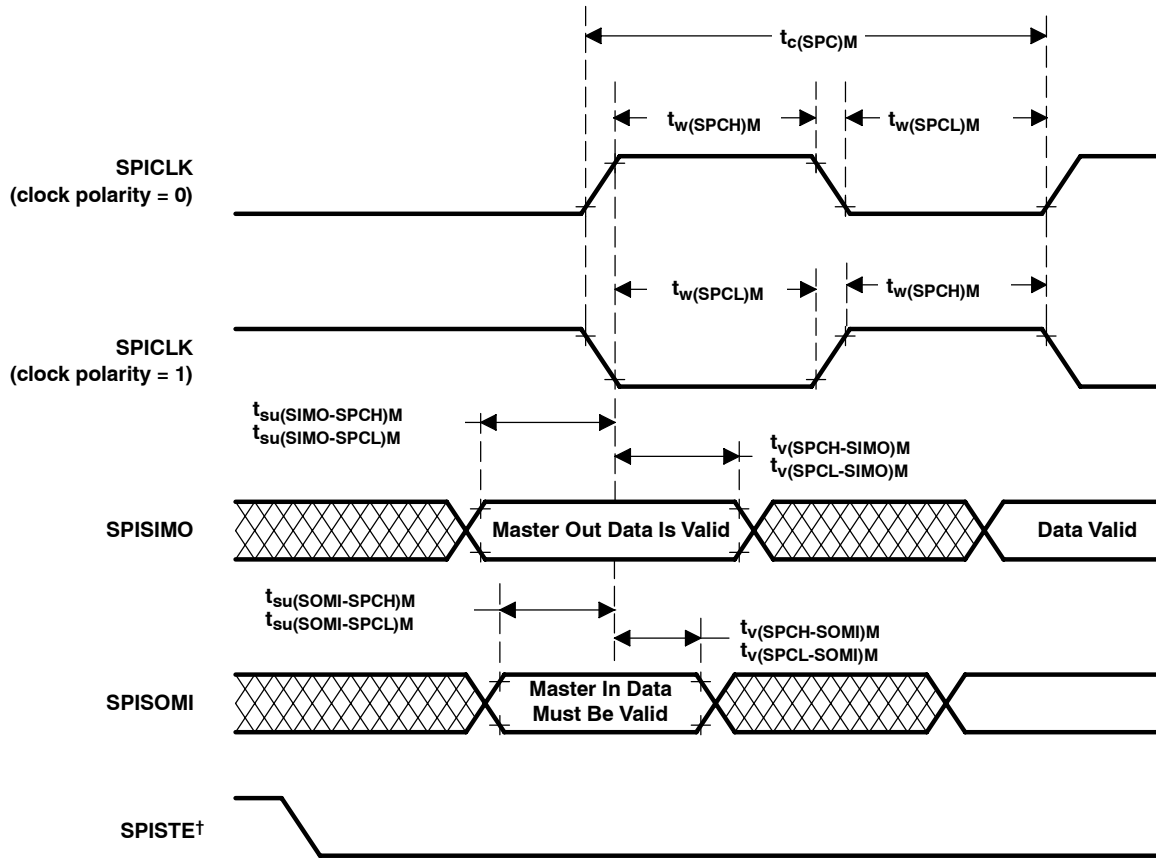 tc(SPC)M
tw(SPCH)M
tw(SPCL)M
SPICLK
(clock polarity = 0)
tw(SPCL)M
tw(SPCH)M
SPICLK
(clock polarity = 1)
tsu(SIMO-SPCH)M
tsu(SIMO-SPCL)M
tv(SPCH-SIMO)M
tv(SPCL-SIMO)M
SPISIMO
Master Out Data Is Valid
Data Valid
tsu(SOMI-SPCH)M
tsu(SOMI-SPCL)M
tv(SPCH-SOMI)M
tv(SPCL-SOMI)M
SPISOMI
Master In Data
Must Be Valid
SPISTE†